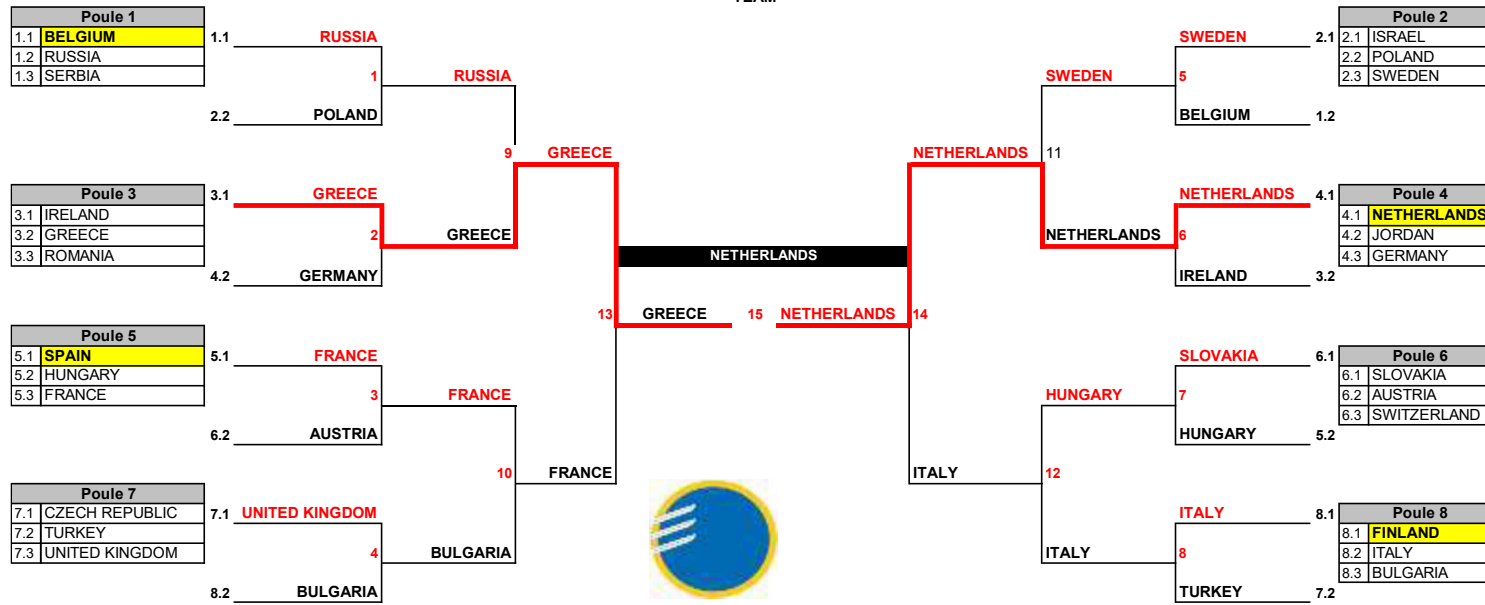 Poule 1
1.1 BELGIUM
1.2 RUSSIA
1.3 SERBIA
1.1 RUSSIA
1 RUSSIA
2.2 POLAND
9 GREECE
Poule 3
3.1 IRELAND
3.2 GREECE
3.3 ROMANIA
3.1 GREECE
2 GREECE
4.2 GERMANY
13 GREECE
Poule 5
5.1 SPAIN
5.2 HUNGARY
5.3 FRANCE
5.1 FRANCE
3 FRANCE
6.2 AUSTRIA
10 FRANCE
Poule 7
7.1 CZECH REPUBLIC
7.2 TURKEY
7.3 UNITED KINGDOM
7.1 UNITED KINGDOM
4 BULGARIA
8.2 BULGARIA
NETHERLANDS
15 NETHERLANDS 14
Poule 2
2.1 ISRAEL
2.2 POLAND
2.3 SWEDEN
SWEDEN 2.1
SWEDEN 5
BELGIUM 1.2
NETHERLANDS 11
Poule 4
4.1 NETHERLANDS
4.2 JORDAN
4.3 GERMANY
NETHERLANDS 4.1
NETHERLANDS 6
IRELAND 3.2
Poule 6
6.1 SLOVAKIA
6.2 AUSTRIA
6.3 SWITZERLAND
SLOVAKIA 6.1
HUNGARY 7
HUNGARY 5.2
ITALY 12
Poule 8
8.1 FINLAND
8.2 ITALY
8.3 BULGARIA
ITALY 8.1
ITALY 8
TURKEY 7.2